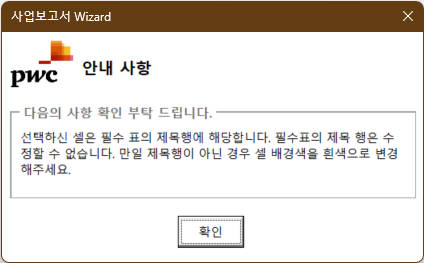 사업보고서 Wizard
pwc
안내 사항
다음의 사항 확인 부탁 드립니다.
선택하신 셀은 필수 표의 제목행에 해당합니다. 필수표의 제목 행은 수
정할 수 없습니다. 만일 제목행이 아닌 경우 셀 배경색을 흰색으로 변경
해주세요.
확인